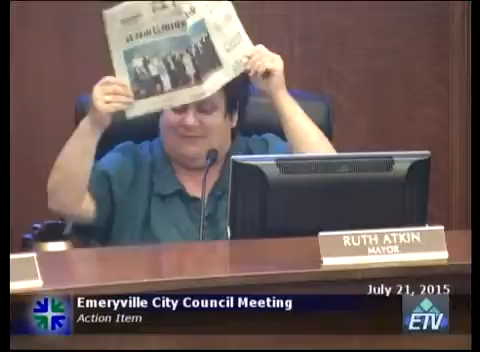 RUTH ATKIN
MAYOR
July 21, 2015
Emeryville City Council Meeting
Action Item
ETV